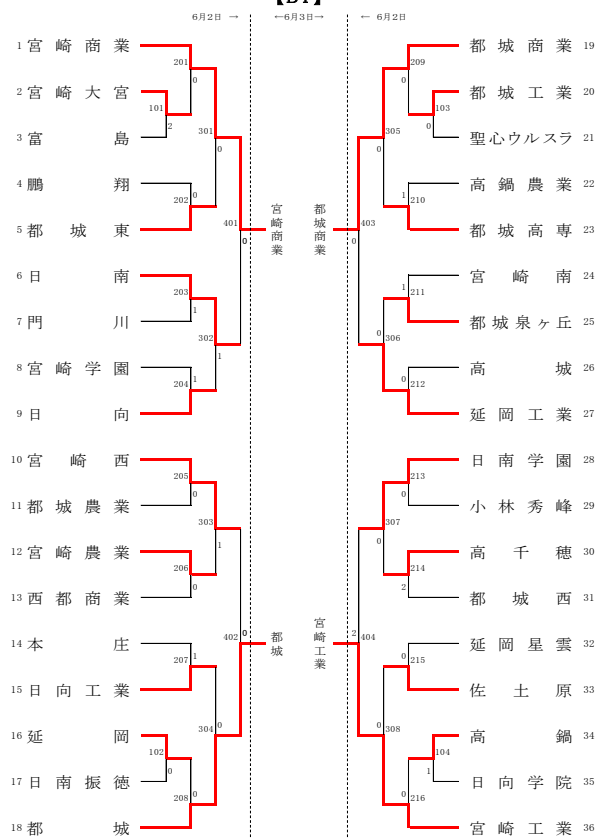 6月2日 → ←6月3日→ ← 6月2日
1 宮崎商業
2 宮崎大宮
3 富島
4 鵬翔
5 都城東
6 日南
7 門川
8 宮崎学園
9 日向
10 宮崎西
11 都城農業
12 宮崎農業
13 西都商業
14 本庄
15 日向工業
16 延岡
17 日南振徳
18 都城
201
0
101
2
301
0
202
0
401
0
203
1
302
1
204
1
205
0
303
1
206
0
402
0
207
1
304
0
102
0
208
0
宮崎商業
都城商業
都城
宮崎工業
209
0
103
0
305
0
210
1
403
0
211
1
306
0
212
0
213
0
307
0
214
2
404
2
215
0
308
0
104
1
216
0
都城商業 19
都城工業 20
聖心ウルスラ 21
高鍋農業 22
都城高専 23
宮崎南 24
都城泉ヶ丘 25
高城 26
延岡工業 27
日南学園 28
小林秀峰 29
高千穂 30
都城西 31
延岡星雲 32
佐土原 33
高鍋 34
日向学院 35
宮崎工業 36